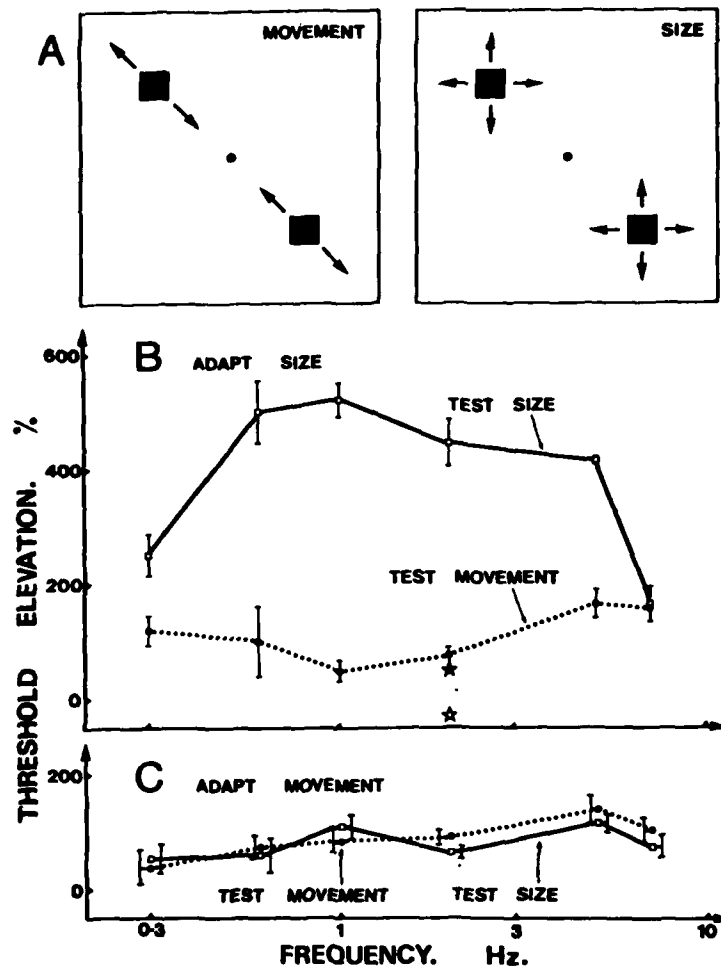 A
MOVEMENT
SIZE
B
ADAPT SIZE
TEST SIZE
TEST MOVEMENT
600
400
200
0
THRESHOLD ELEVATION. %
C
ADAPT MOVEMENT
TEST MOVEMENT
TEST SIZE
200
0
0·3
1
3
10
FREQUENCY. Hz.